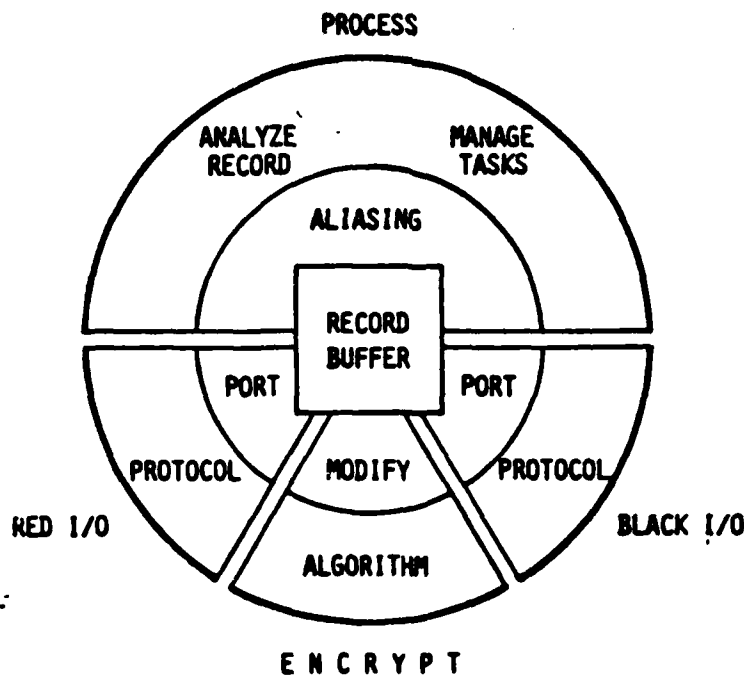 PROCESS
ANALYZE
RECORD
MANAGE
TASKS
ALIASING
RECORD
BUFFER
PORT
PORT
PROTOCOL
MODIFY
PROTOCOL
RED I/O
BLACK I/O
ALGORITHM
ENCRYPT